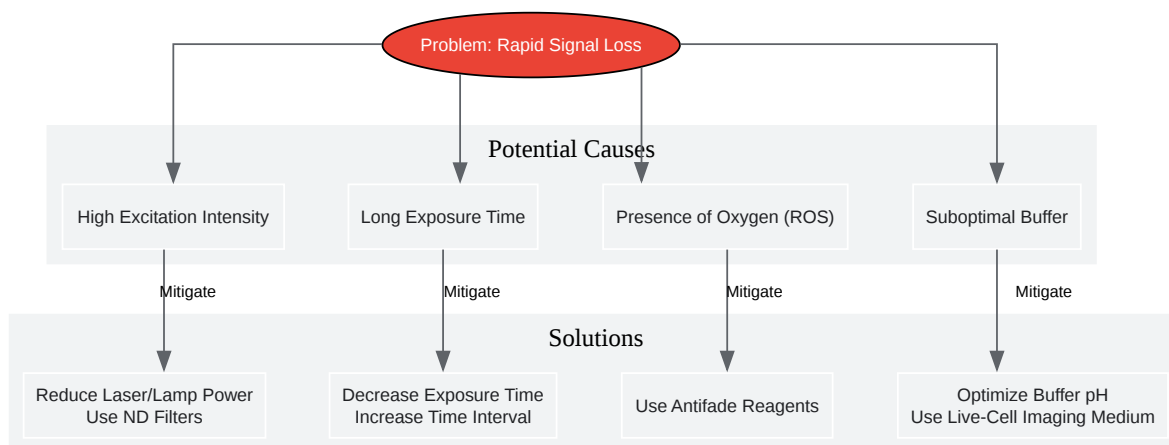 Problem: Rapid Signal Loss
Potential Causes
High Excitation Intensity
Long Exposure Time
Presence of Oxygen (ROS)
Suboptimal Buffer
Mitigate
Mitigate
Mitigate
Mitigate
Solutions
Reduce Laser/Lamp Power
Use ND Filters
Decrease Exposure Time
Increase Time Interval
Use Antifade Reagents
Optimize Buffer pH
Use Live-Cell Imaging Medium